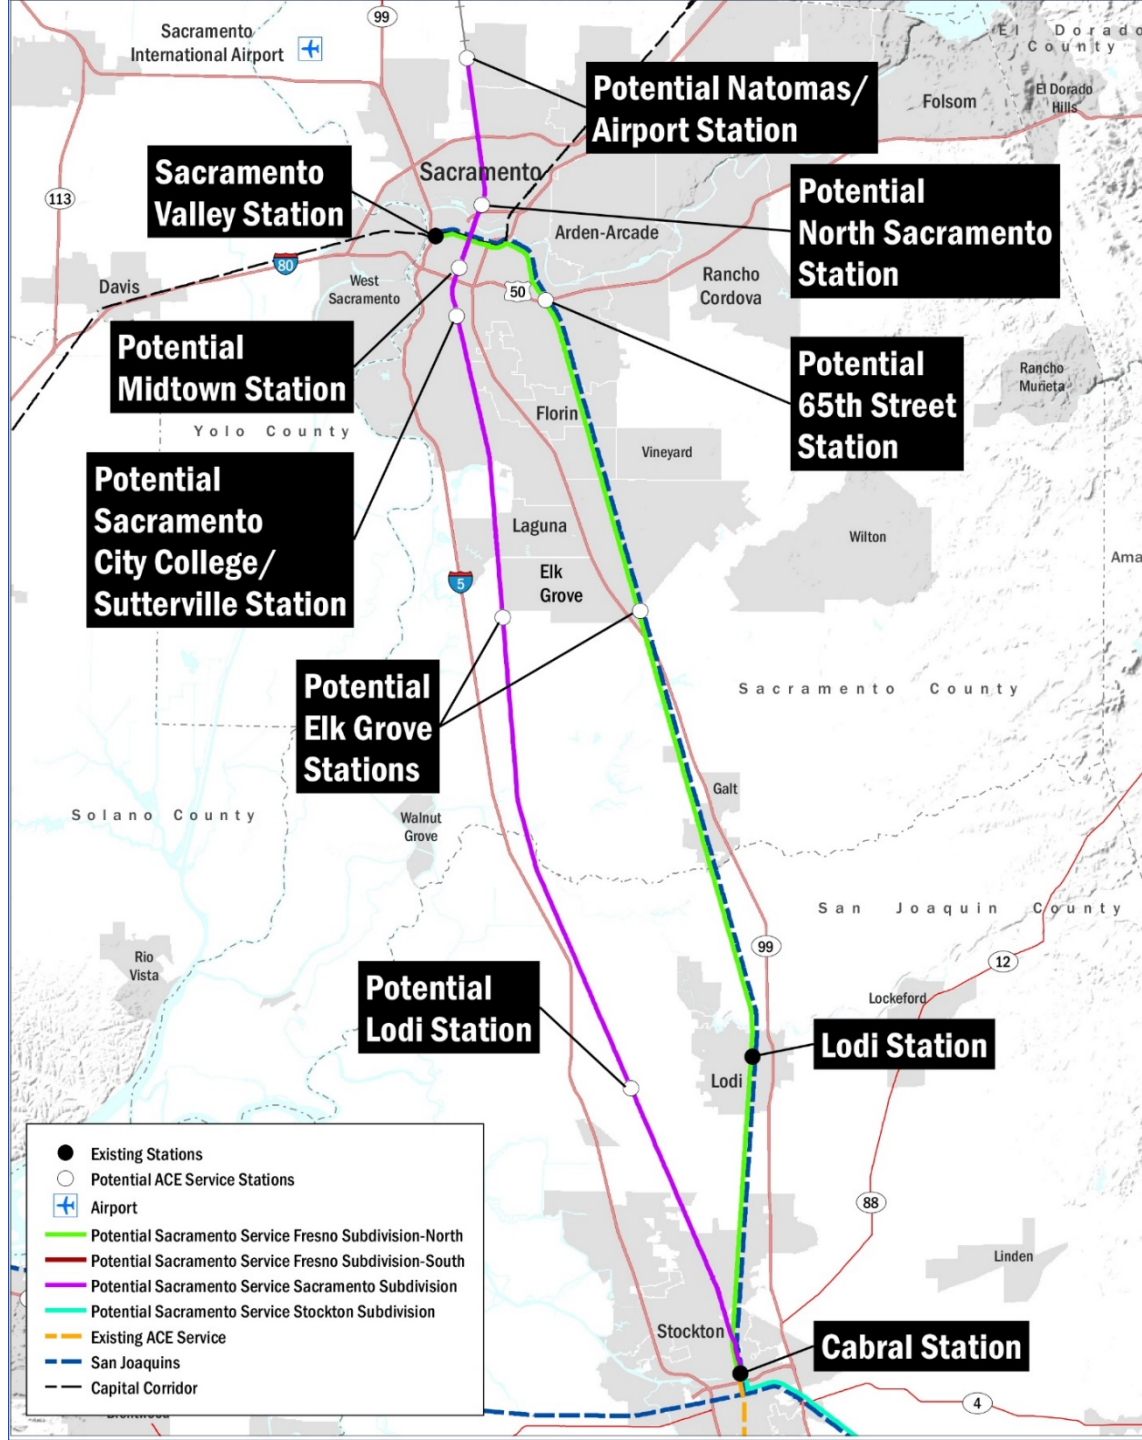 99
Sacramento
International Airport
El Dorado
County
Potential Natomas/
Airport Station
Folsom
El Dorado
Hills
Sacramento
Valley Station
Sacramento
113
Potential
North Sacramento
Station
Arden-Arcade
80
Davis
West
Sacramento
50
Rancho
Cordova
Potential
Midtown Station
Potential
65th Street
Station
Rancho
Murieta
Yolo County
Florin
Vineyard
Potential
Sacramento
City College/
Sutterville Station
Laguna
Wilton
Elk
Grove
5
Ama
Potential
Elk Grove
Stations
Sacramento County
Galt
Solano County
Walnut
Grove
San Joaquin County
99
12
Rio
Vista
Potential
Lodi Station
Lockeford
Lodi Station
Lodi
Existing Stations
Potential ACE Service Stations
Airport
Potential Sacramento Service Fresno Subdivision-North
Potential Sacramento Service Fresno Subdivision-South
Potential Sacramento Service Sacramento Subdivision
Potential Sacramento Service Stockton Subdivision
Existing ACE Service
San Joaquins
Capital Corridor
88
Linden
Stockton
Cabral Station
4